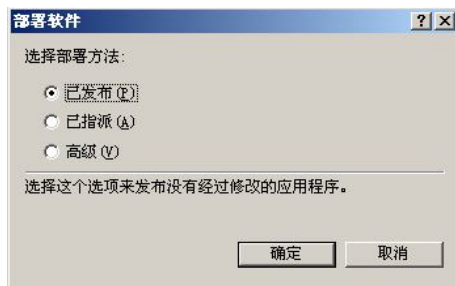 部署软件
选择部署方法:
已发布(P)
已指派(A)
高级(V)
选择这个选项来发布没有经过修改的应用程序。
确定 取消